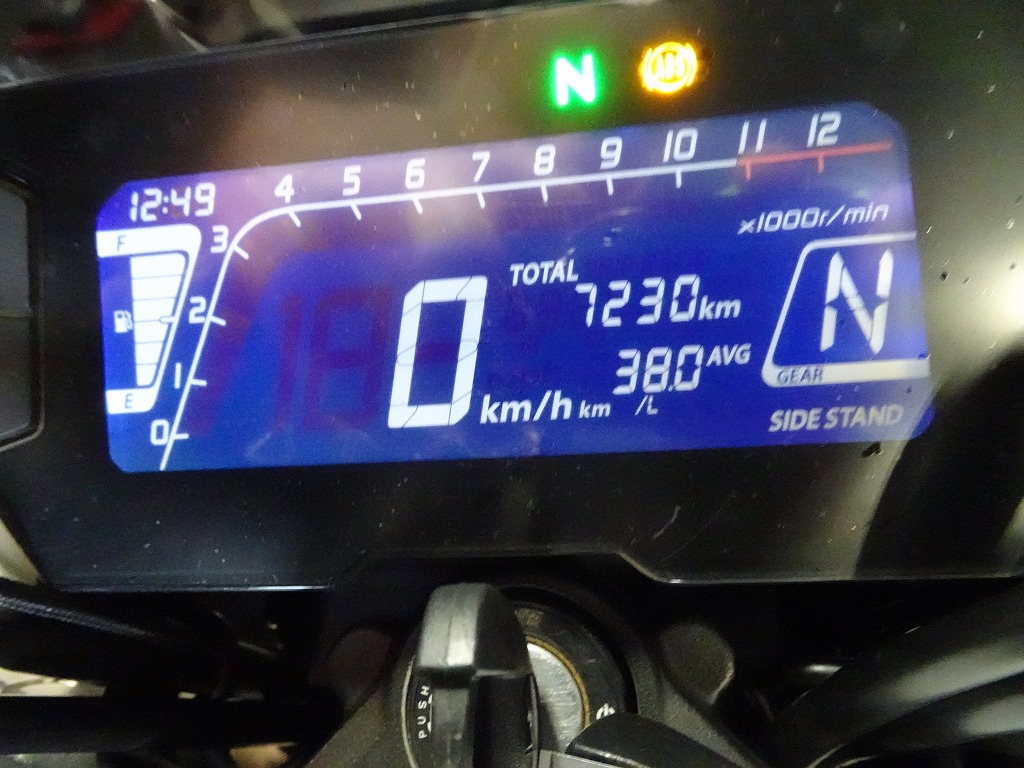 N ABS
12:49
4 5 6 7 8 9 10 11 12
F
3
x1000r/min
TOTAL
7230km
N
2
38.0 AVG
1
0
km/h km/L
GEAR
E
SIDE STAND
0
PUSH